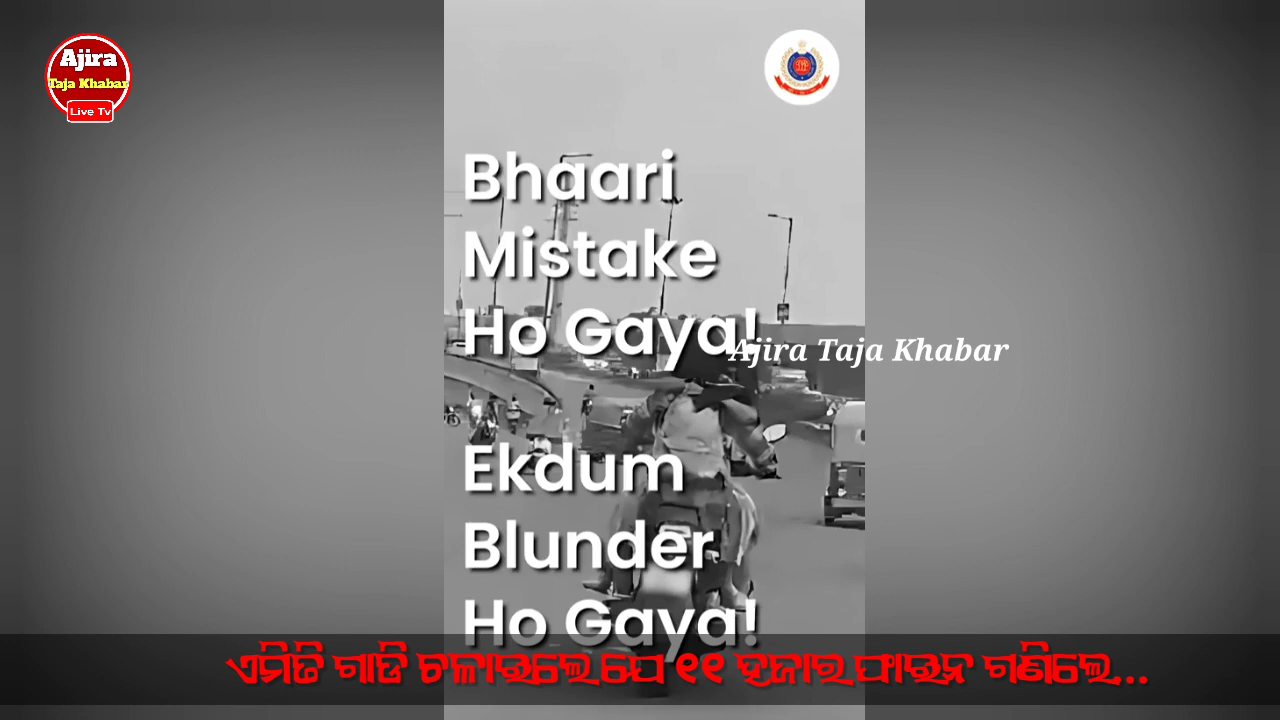 Ajira
Taja Khabar
Live Tv
Bhaari
Mistake
Ho Gaya!
Ajira Taja Khabar
Ekdum
Blunder
Ho Gaya!
ଏମିତି ଗାଡି ଚଳାଉଥିଲେ ଯେ ୧୧ ହଜାର ଫାଇନ ଗଣିଲେ...